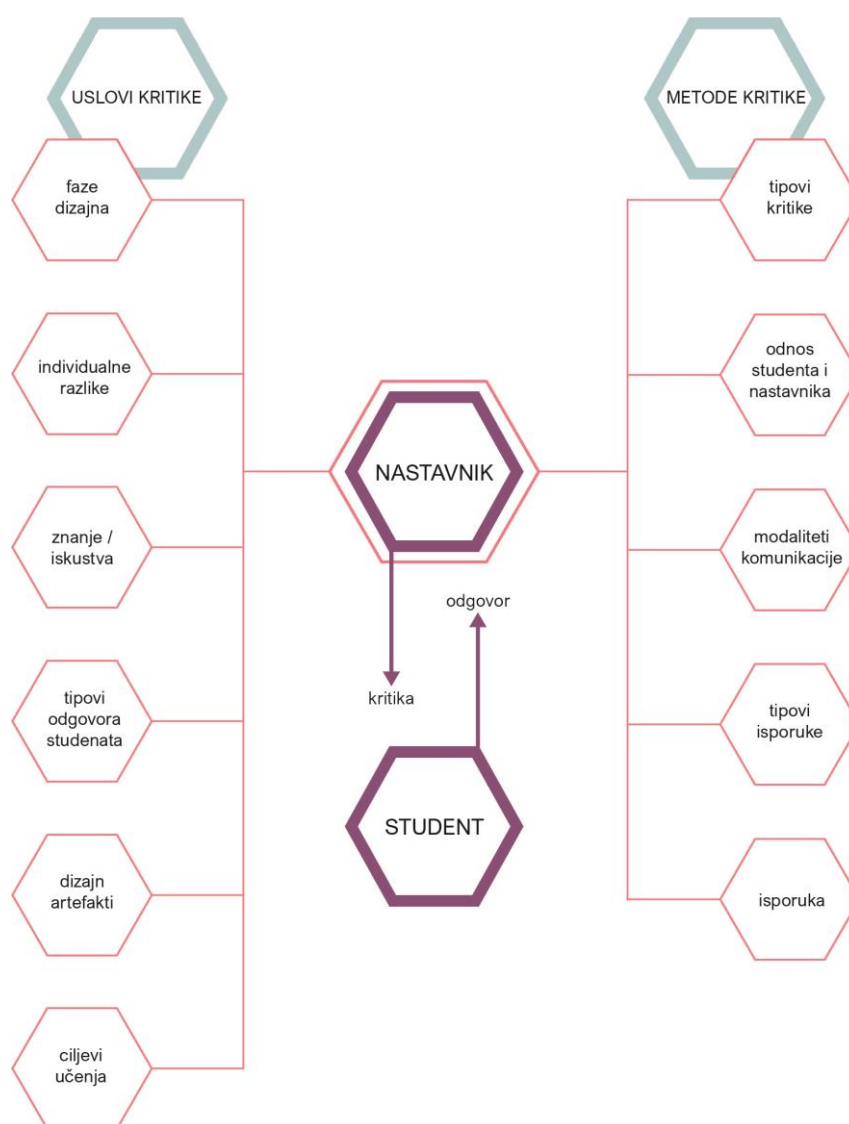 USLOVI KRITIKE
faze
dizajna
individualne
razlike
znanje /
iskustva
tipovi
odgovora
studenata
dizajn
artefakti
ciljevi
učenja
NASTAVNIK
odgovor
kritika
STUDENT
METODE KRITIKE
tipovi
kritike
odnos
studenta i
nastavnika
modaliteti
komunikacije
tipovi
isporuke
isporuka